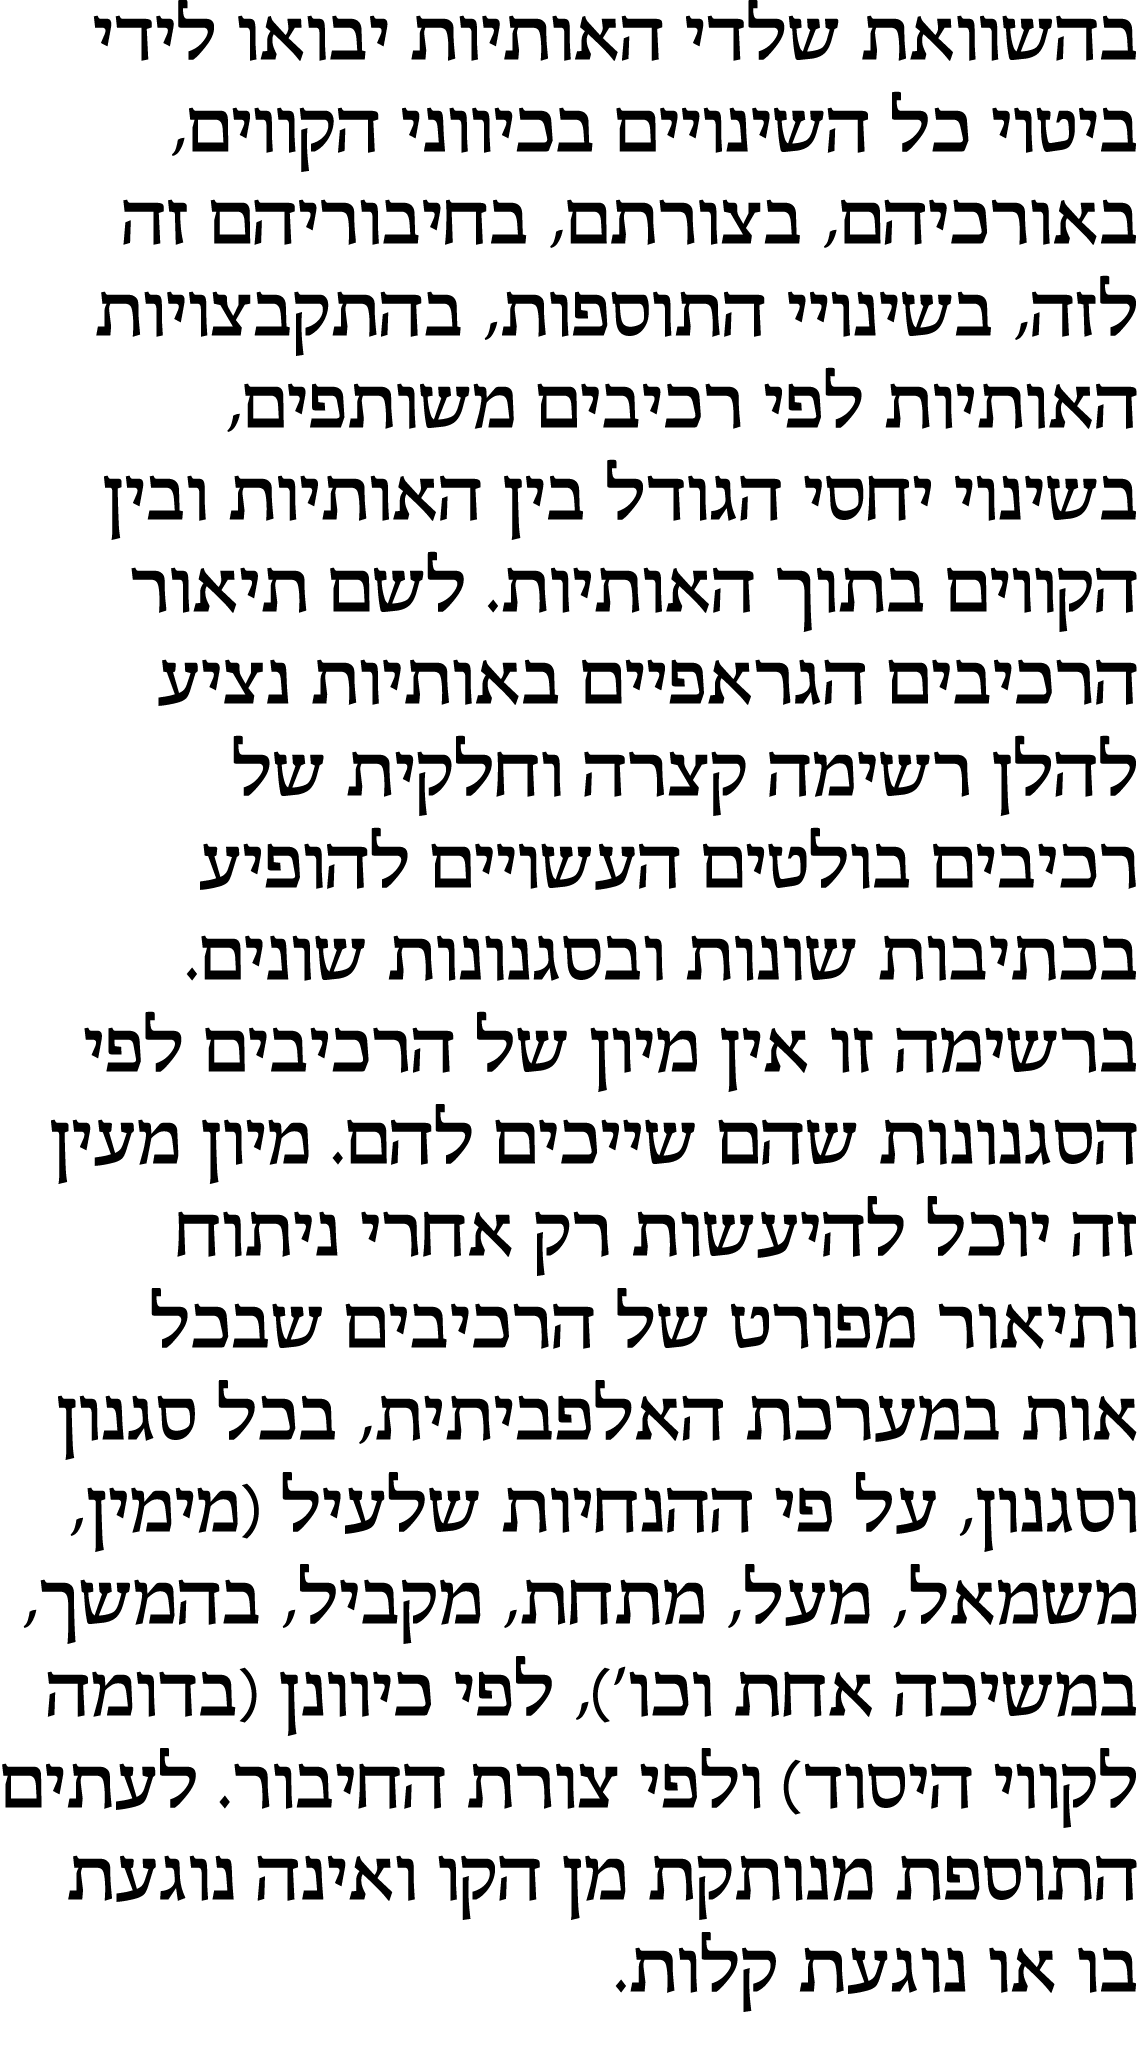 בהשוואת שלדי האותיות יבואו לידי
ביטוי כל השינויים בכיווני הקווים,
באורכיהם, בצורתם, בחיבוריהם זה
לזה, בשינויי התוספות, בהתקבצויות
האותיות לפי רכיבים משותפים,
בשינוי יחסי הגודל בין האותיות ובין
הקווים בתוך האותיות. לשם תיאור
הרכיבים הגראפיים באותיות נציע
להלן רשימה קצרה וחלקית של
רכיבים בולטים העשויים להופיע
בכתיבות שונות ובסגנונות שונים.
ברשימה זו אין מיון של הרכיבים לפי
הסגנונות שהם שייכים להם. מיון מעין
זה יוכל להיעשות רק אחרי ניתוח
ותיאור מפורט של הרכיבים שבכל
אות במערכת האלפביתית, בכל סגנון
וסגנון, על פי ההנחיות שלעיל (מימין,
משמאל, מעל, מתחת, מקביל, בהמשך,
במשיכה אחת וכו'), לפי כיוונן (בדומה
לקווי היסוד) ולפי צורת החיבור. לעתים
התוספת מנותקת מן הקו ואינה נוגעת
בו או נוגעת קלות.